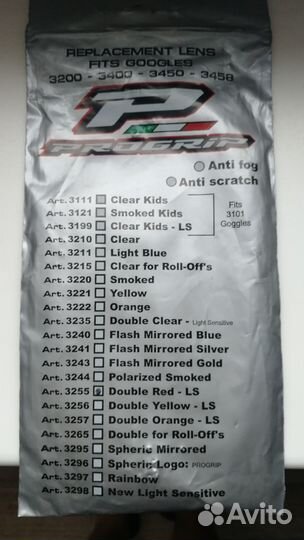 REPLACEMENT LENS
FITS GOGGLES
3200 - 3400 - 3450 - 3458
PROGRIP
Anti fog
Anti scratch
Art. 3111 Clear Kids
Art. 3121 Smoked Kids
Art. 3199 Clear Kids - LS
Fits
3101
Goggles
Art. 3210 Clear
Art. 3211 Light Blue
Art. 3215 Clear for Roll-Off's
Art. 3220 Smoked
Art. 3221 Yellow
Art. 3222 Orange
Art. 3235 Double Clear - Light Sensitive
Art. 3240 Flash Mirrored Blue
Art. 3241 Flash Mirrored Silver
Art. 3243 Flash Mirrored Gold
Art. 3244 Polarized Smoked
Art. 3255 Double Red - LS
Art. 3256 Double Yellow - LS
Art. 3257 Double Orange - LS
Art. 3265 Double for Roll-Off's
Art. 3295 Spheric Mirrored
Art. 3296 Spheric Logo: PROGRIP
Art. 3297 Rainbow
Art. 3298 New Light Sensitive
Avito